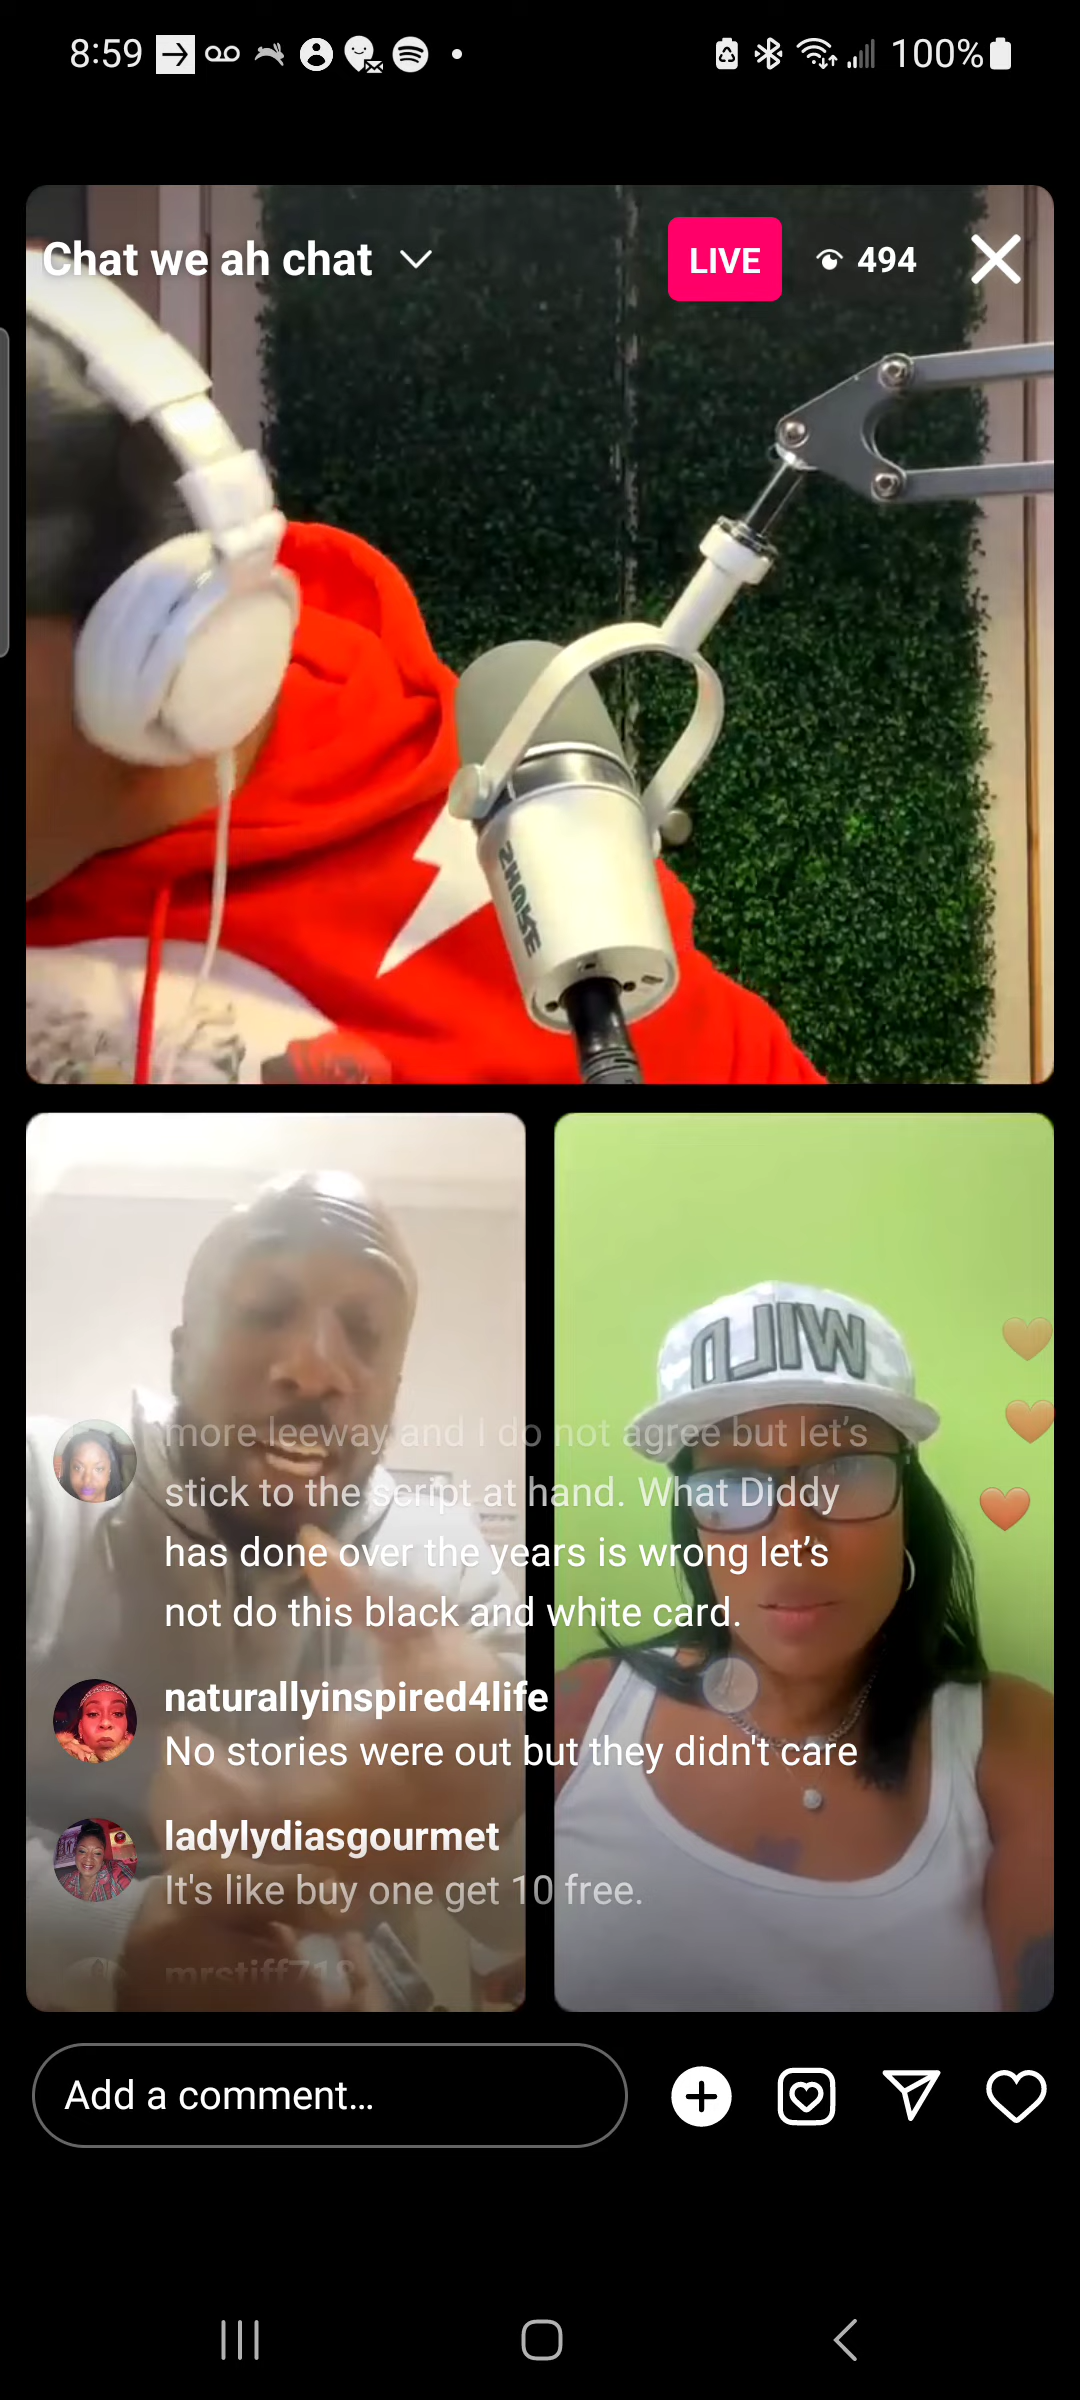 8:59
100%
Chat we ah chat
LIVE
494
SHURE
WILD
more leeway and I do not agree but let's
stick to the script at hand. What Diddy
has done over the years is wrong let's
not do this black and white card.
naturallyinspired4life
No stories were out but they didn't care
ladylydiasgourmet
It's like buy one get 10 free.
mrstiff718
Add a comment...